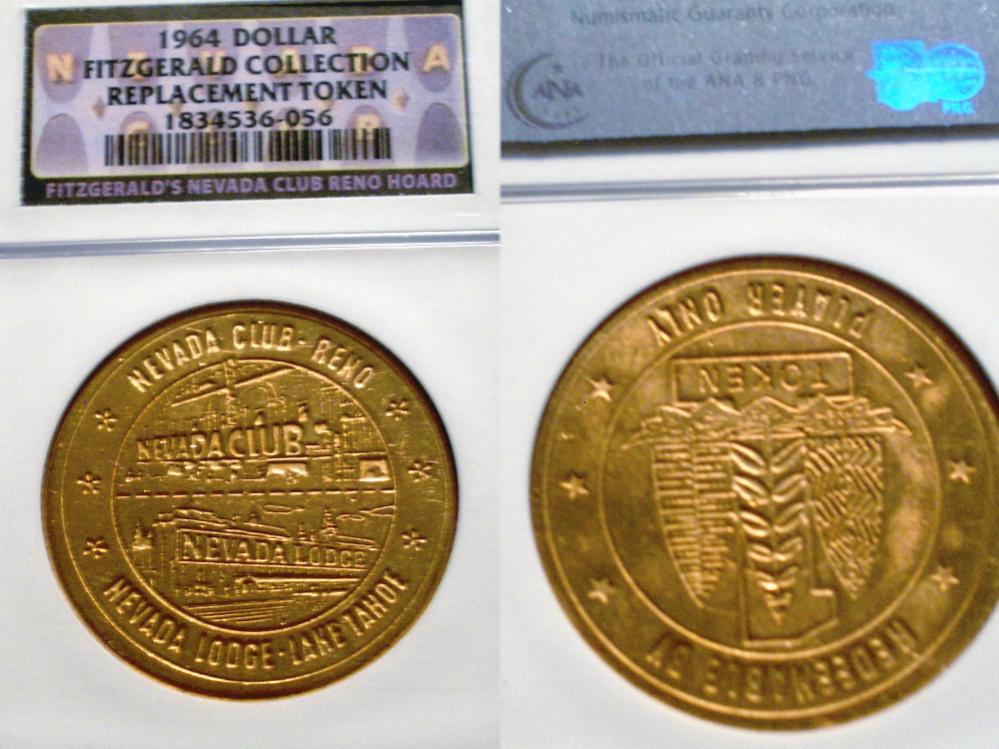 1964 DOLLAR
FITZGERALD COLLECTION
REPLACEMENT TOKEN
1834536-056
FITZGERALD'S NEVADA CLUB RENO HOARD
NEVADA CLUB - RENO
NEVADA CLUB
NEVADA LODGE
NEVADA LODGE - LAKE TAHOE
Numismatic Guaranty Corporation
The Official Grading Service
of the ANA & PNG
ANA
PNG
REDEEMABLE BY
PLAYER ONLY
TOKEN